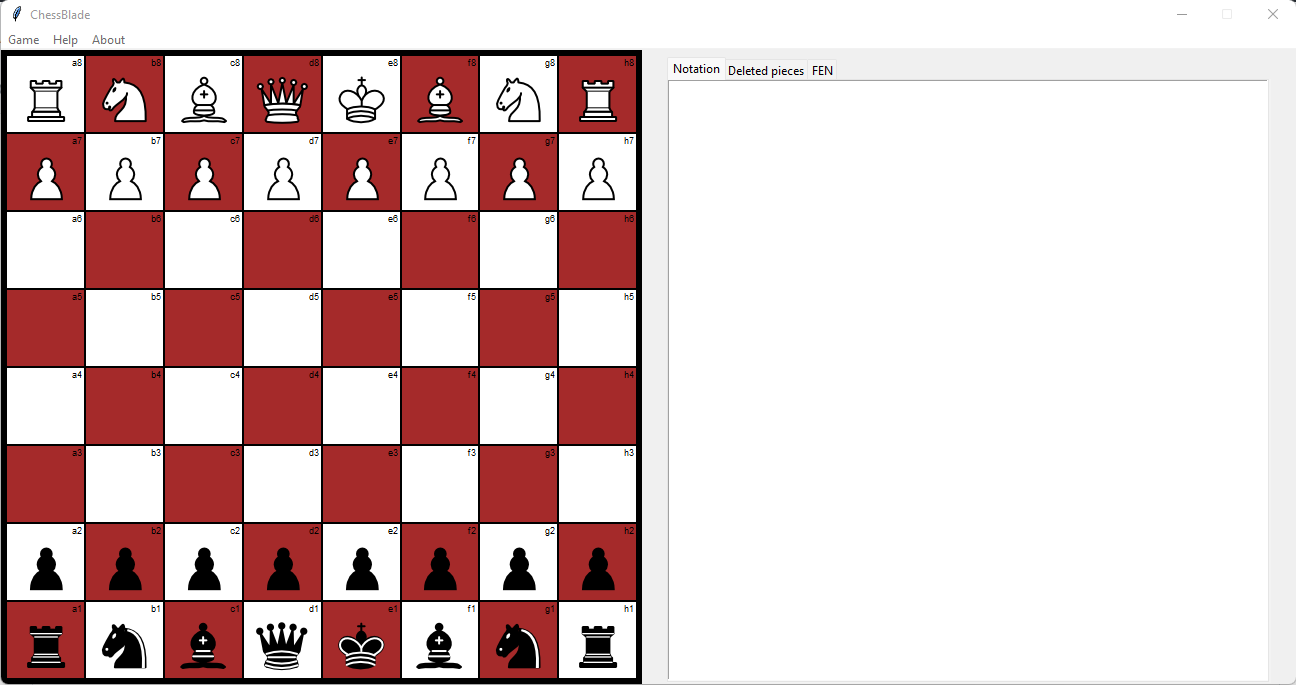 ChessBlade
Game Help About
Notation Deleted pieces FEN
a8 b8 c8 d8 e8 f8 g8 h8
a7 b7 c7 d7 e7 f7 g7 h7
a6 b6 c6 d6 e6 f6 g6 h6
a5 b5 c5 d5 e5 f5 g5 h5
a4 b4 c4 d4 e4 f4 g4 h4
a3 b3 c3 d3 e3 f3 g3 h3
a2 b2 c2 d2 e2 f2 g2 h2
a1 b1 c1 d1 e1 f1 g1 h1